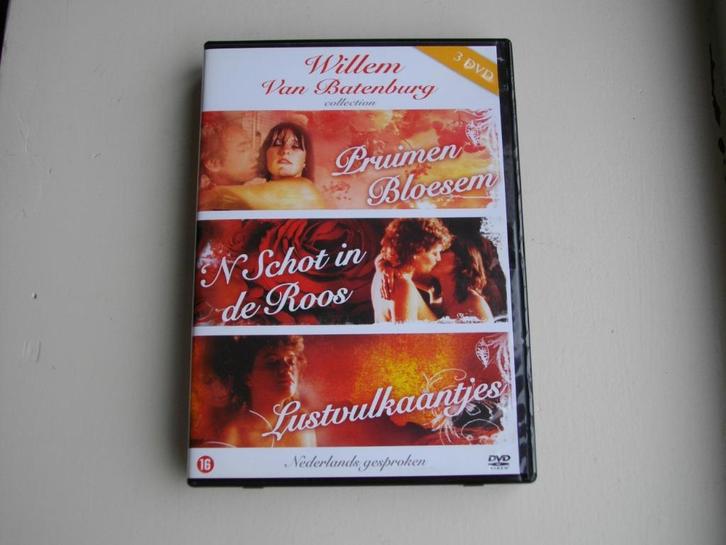 3 DVD
Willem
Van Batenburg
collection
Pruimen
Bloesem
'N Schot in
de Roos
Lustvulkaantjes
16
Nederlands gesproken
DVD
VIDEO